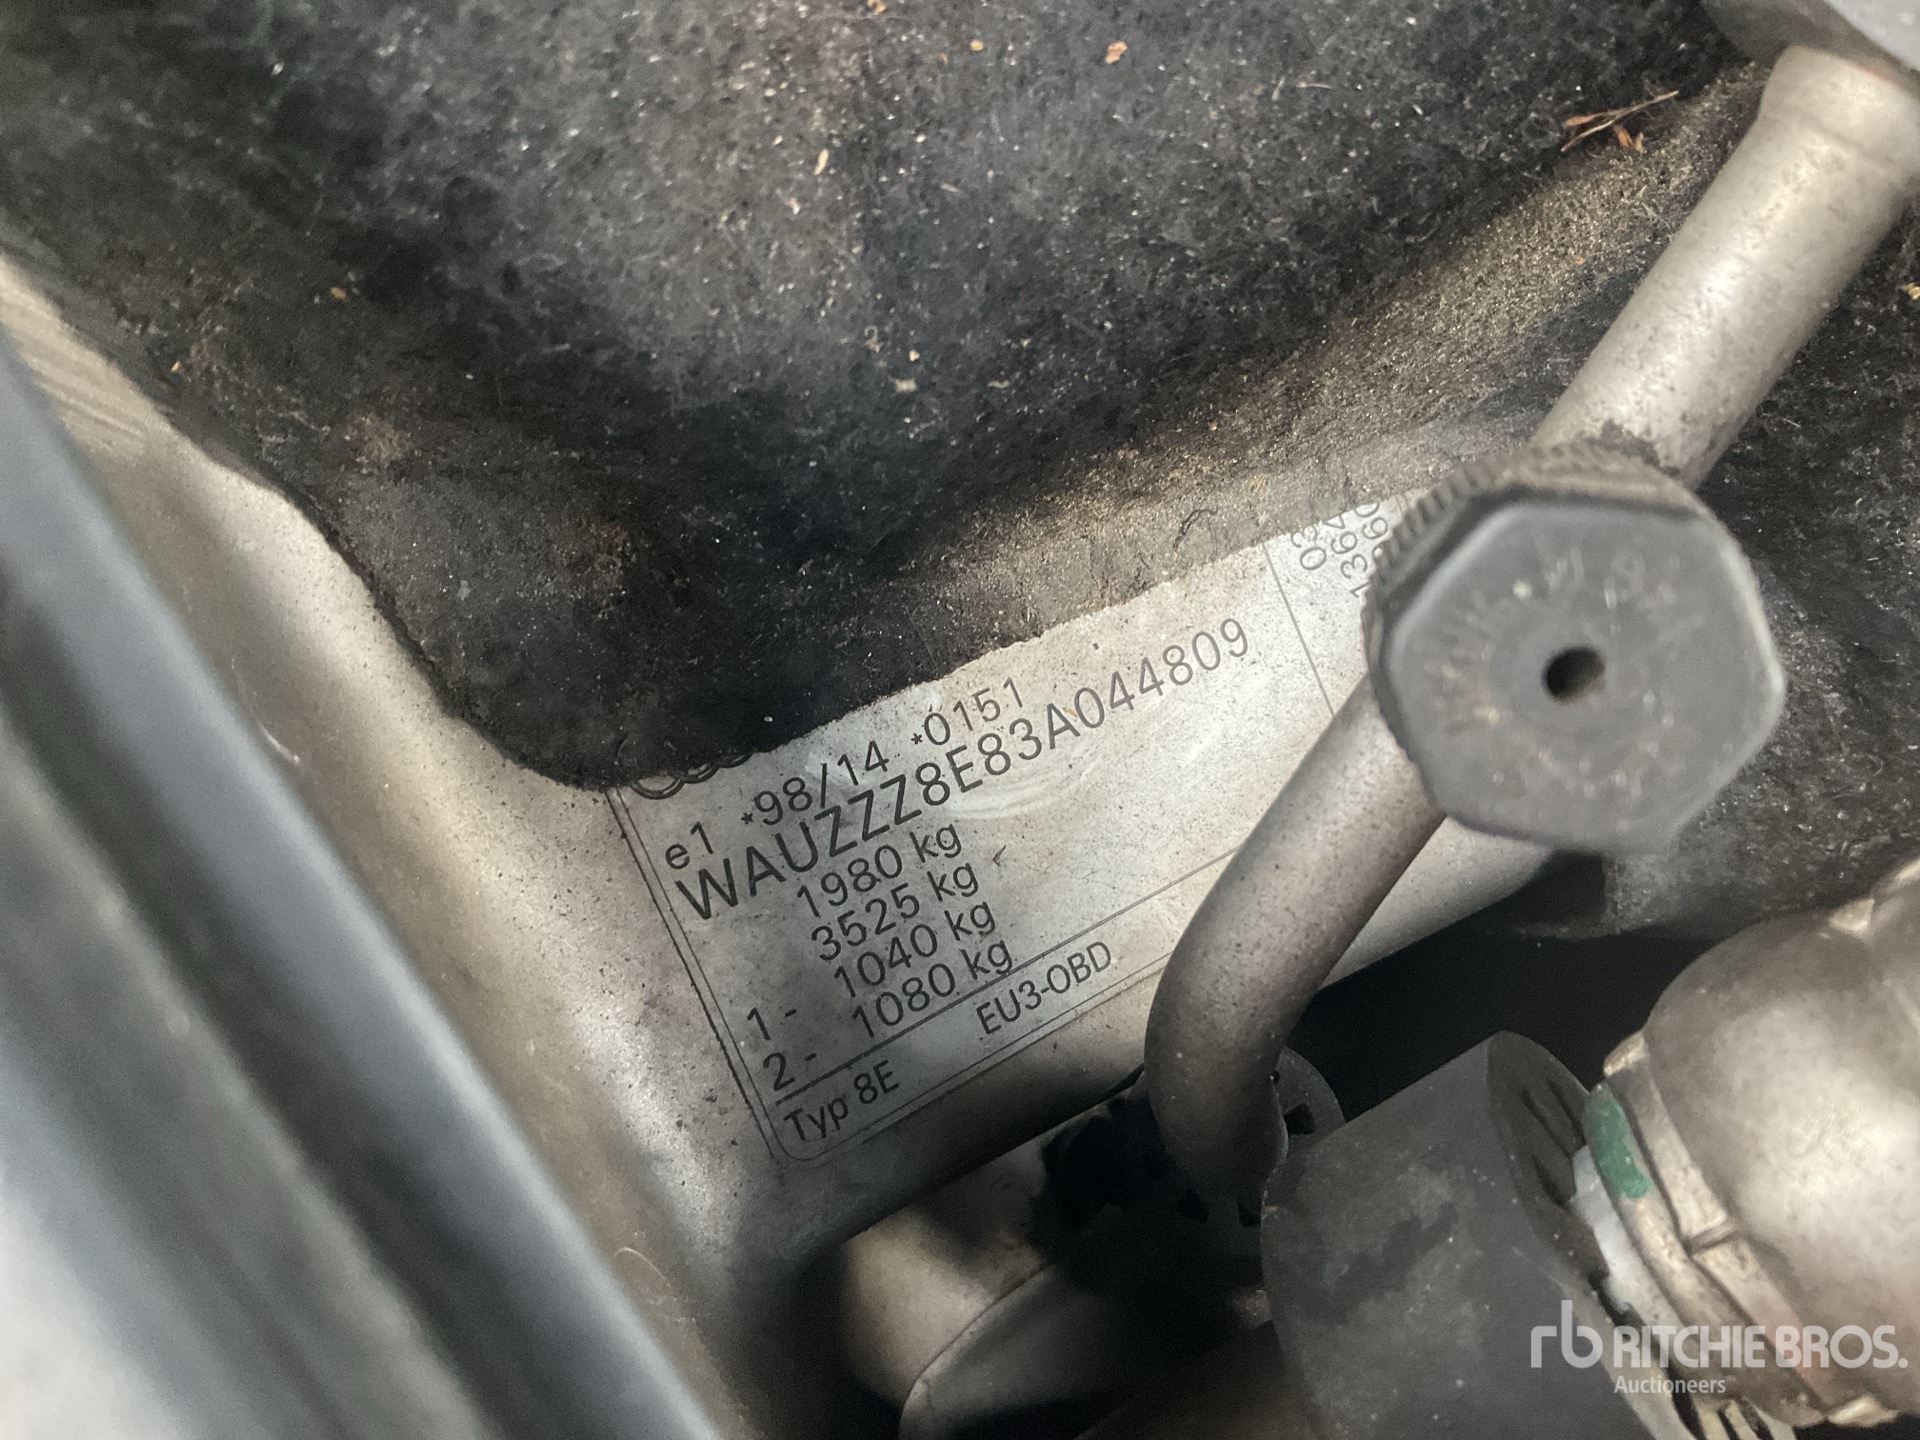 e1 *98/14 *0151
WAUZZZ8E83A044809
1980 kg
3525 kg
1- 1040 kg
2- 1080 kg
Typ 8E EU3-OBD
rb RITCHIE BROS.
Auctioneers